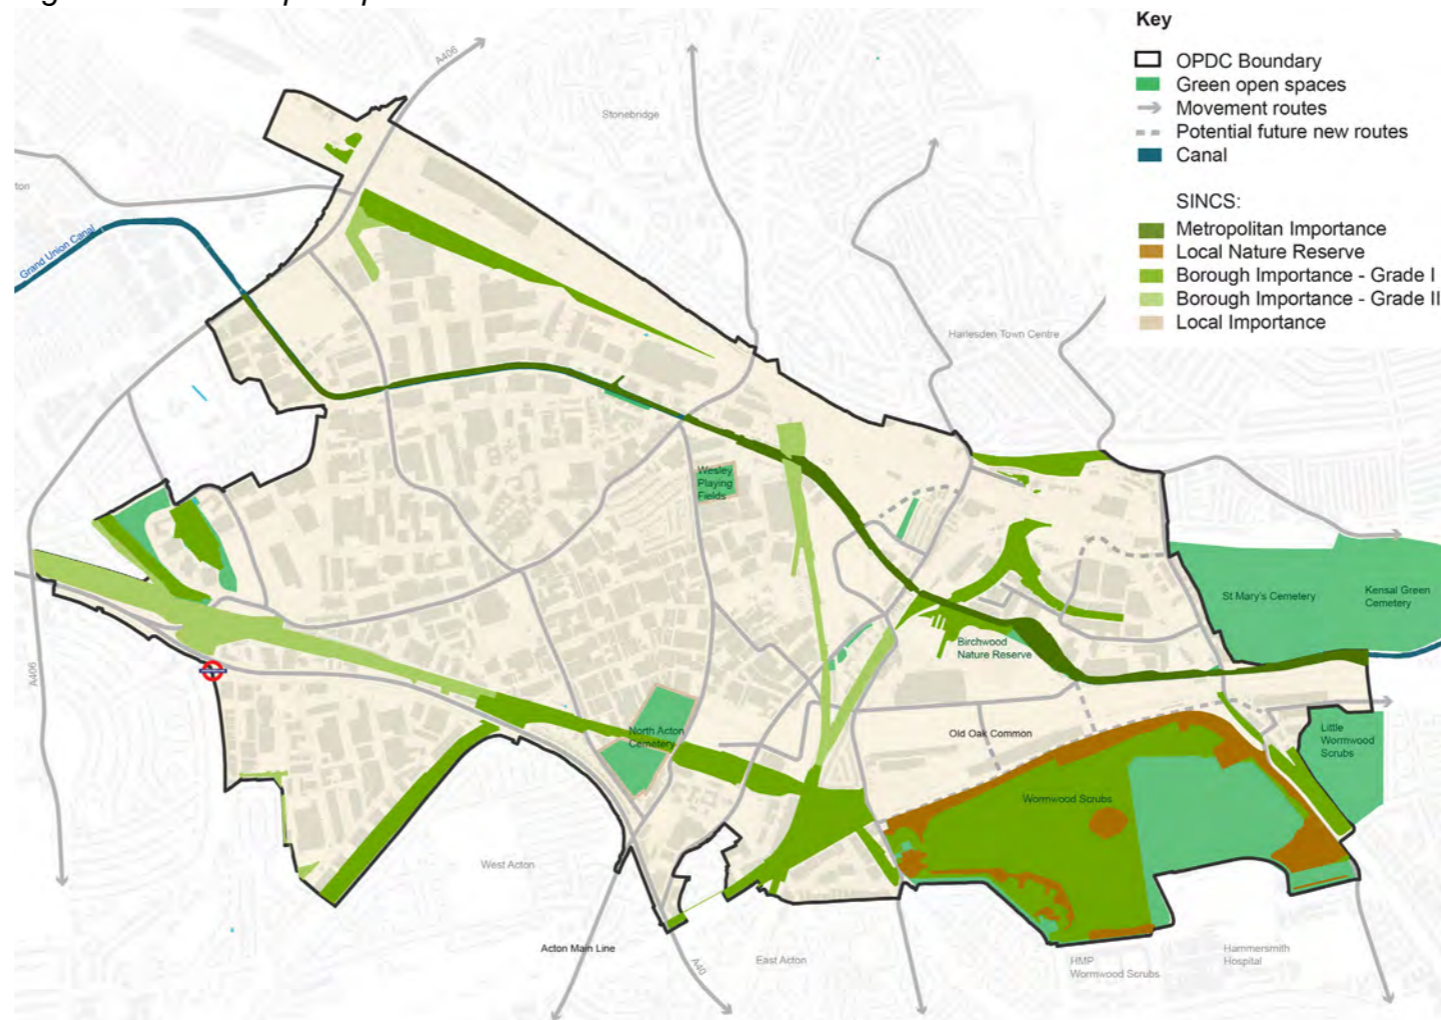 Key
OPDC Boundary
Green open spaces
Movement routes
Potential future new routes
Canal
SINCS:
Metropolitan Importance
Local Nature Reserve
Borough Importance - Grade I
Borough Importance - Grade II
Local Importance
A406
Stonebridge
ton
Grand Union Canal
Harlesden Town Centre
Wesley
Playing
Fields
St Mary's Cemetery
Kensal Green
Cemetery
Birchwood
Nature Reserve
A406
North Acton
Cemetery
Old Oak Common
Little
Wormwood
Scrubs
Wormwood Scrubs
West Acton
Acton Main Line
A40
East Acton
HMP
Wormwood Scrubs
Hammersmith
Hospital